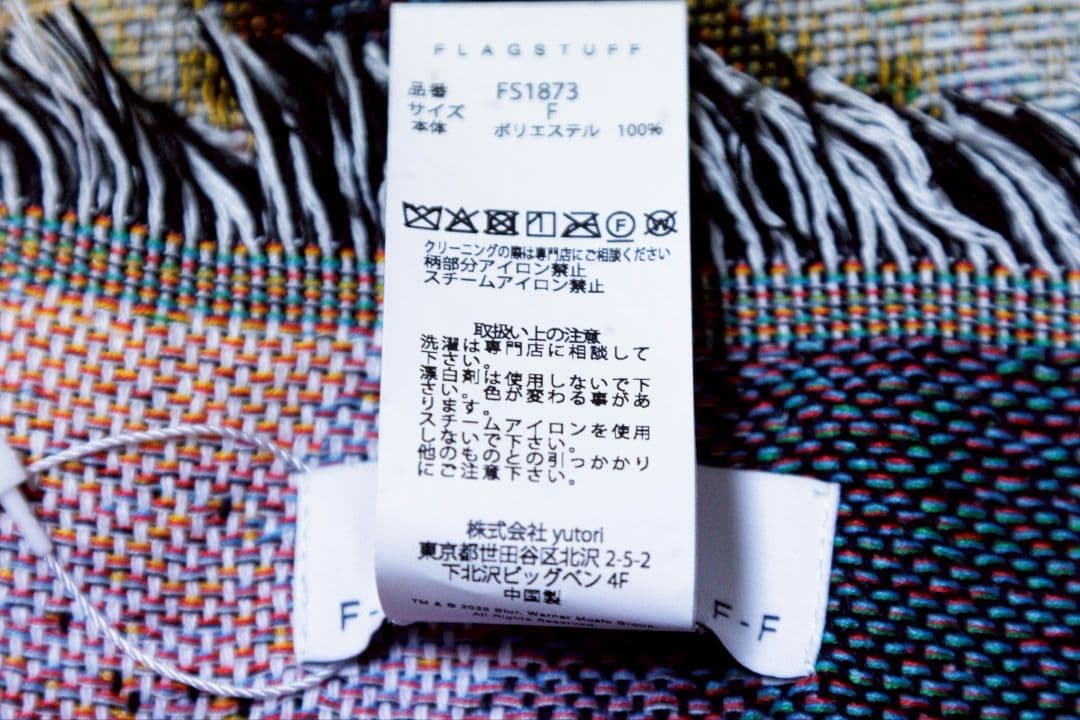 FLAGSTUFF
品番 FS1873
サイズ F
本体 ポリエステル 100%
F W
クリーニングの際は専門店にご相談ください
柄部分アイロン禁止
スチームアイロン禁止
取扱い上の注意
洗濯は専門店に相談して
下さい。
漂白剤は使用しないで下
さい。色が変わる事があ
ります。
スチームアイロンを使用
しないで下さい。
他のものとの引っかかり
にご注意下さい。
株式会社 yutori
東京都世田谷区北沢 2-5-2
下北沢ビッグベン 4F
中国製
All Rights Reserved.
F-
F-F